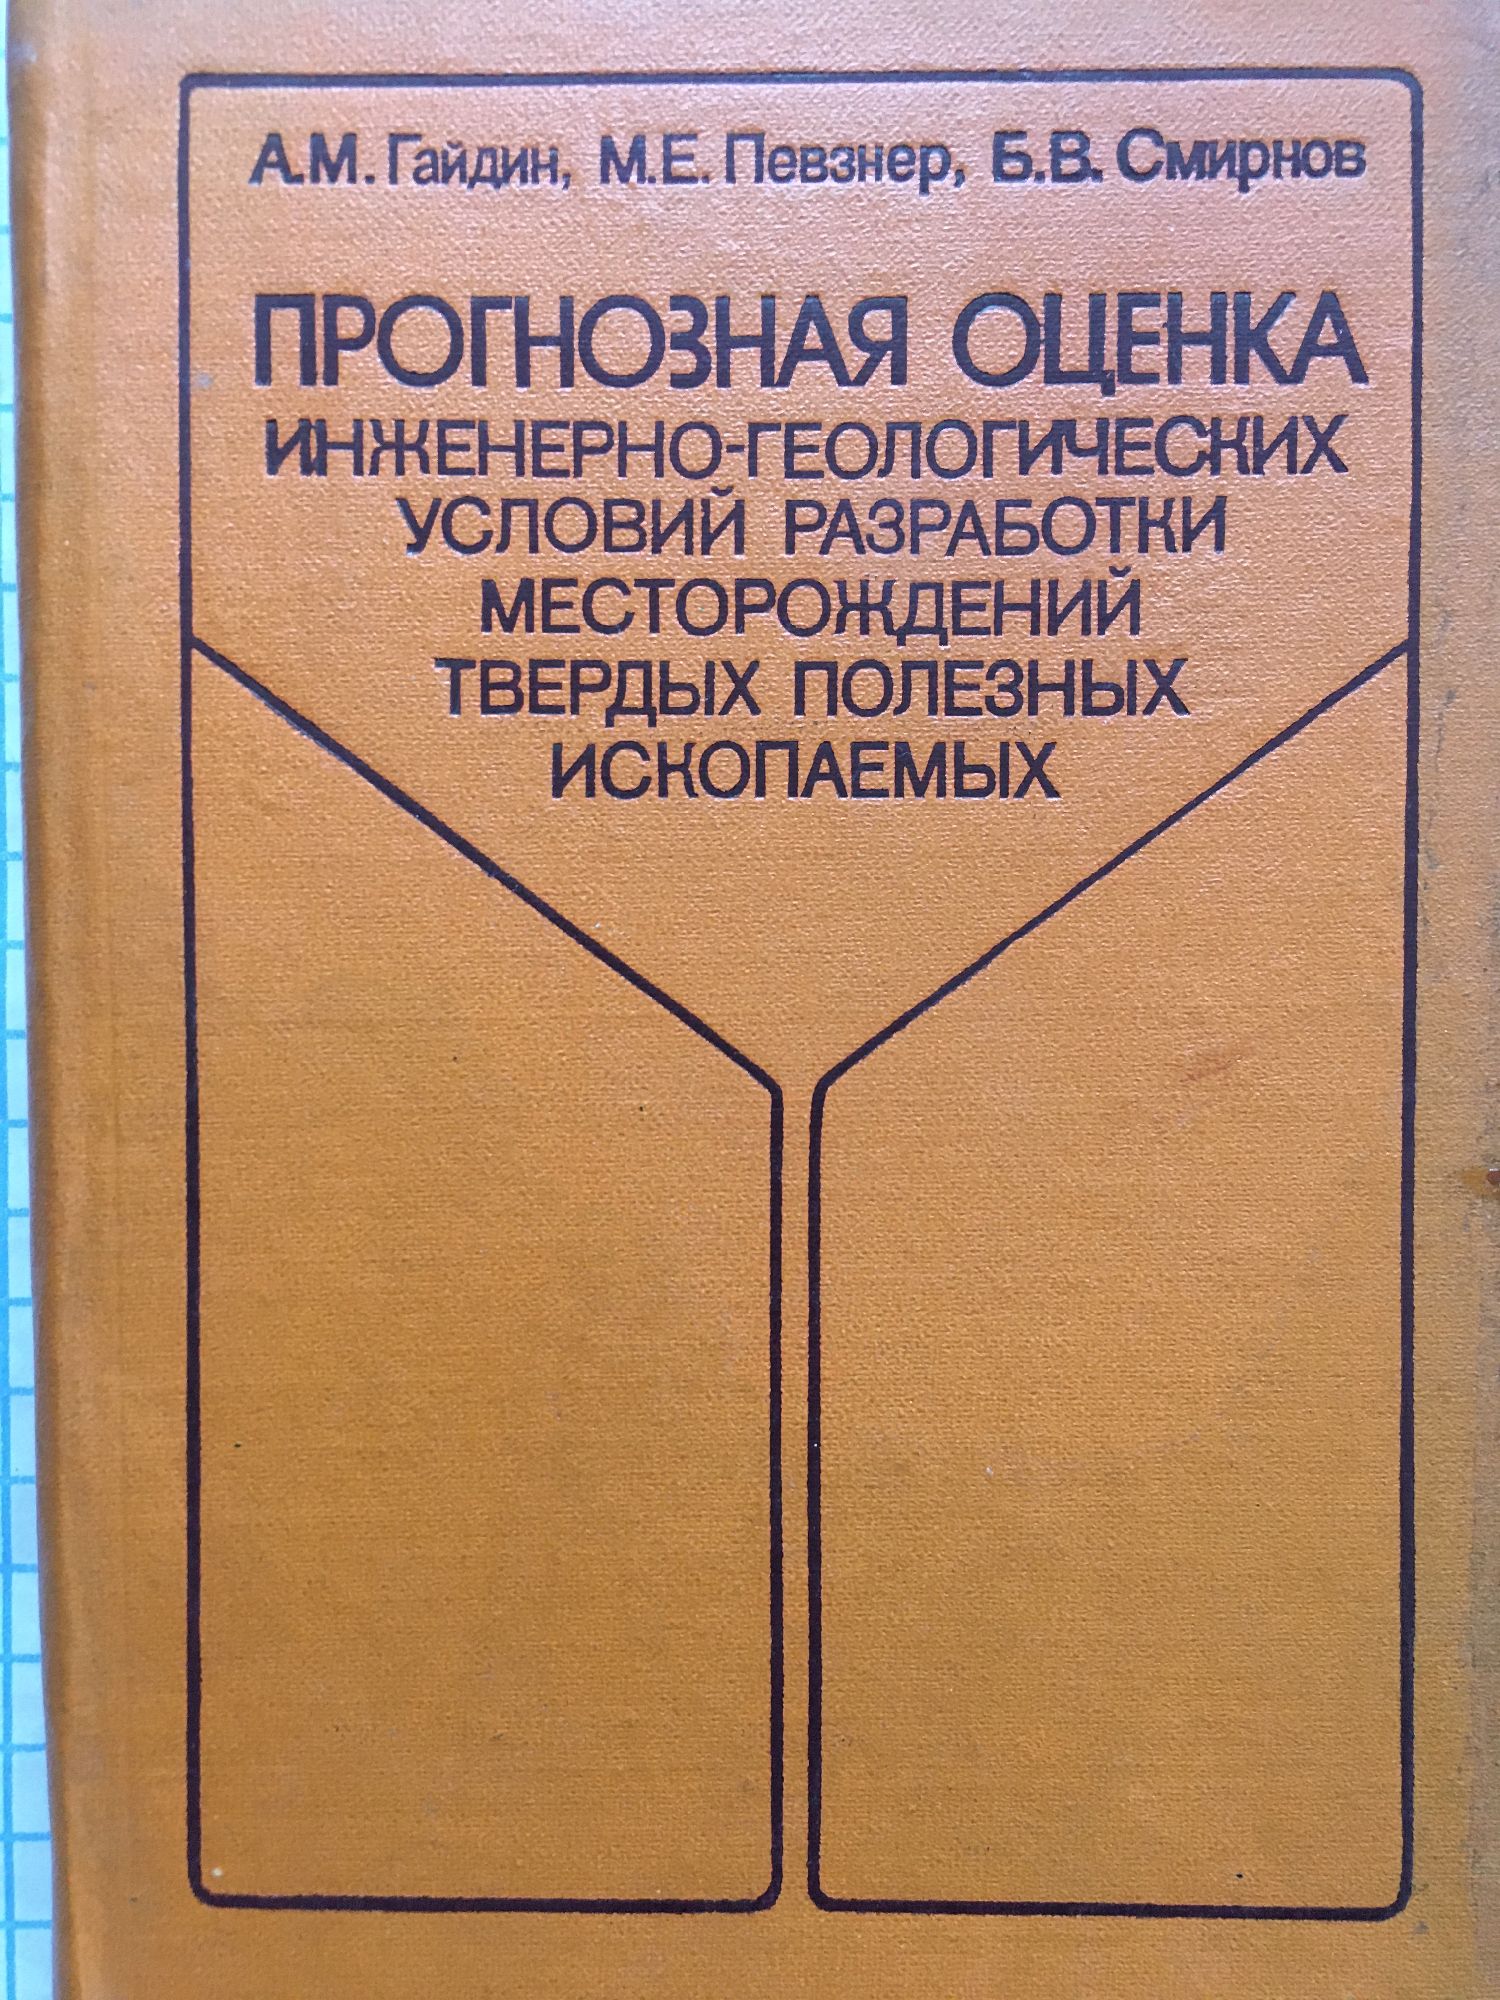 А.М. Гайдин, М.Е. Певзнер, Б.В. Смирнов
ПРОГНОЗНАЯ ОЦЕНКА
ИНЖЕНЕРНО-ГЕОЛОГИЧЕСКИХ
УСЛОВИЙ РАЗРАБОТКИ
МЕСТОРОЖДЕНИЙ
ТВЕРДЫХ ПОЛЕЗНЫХ
ИСКОПАЕМЫХ